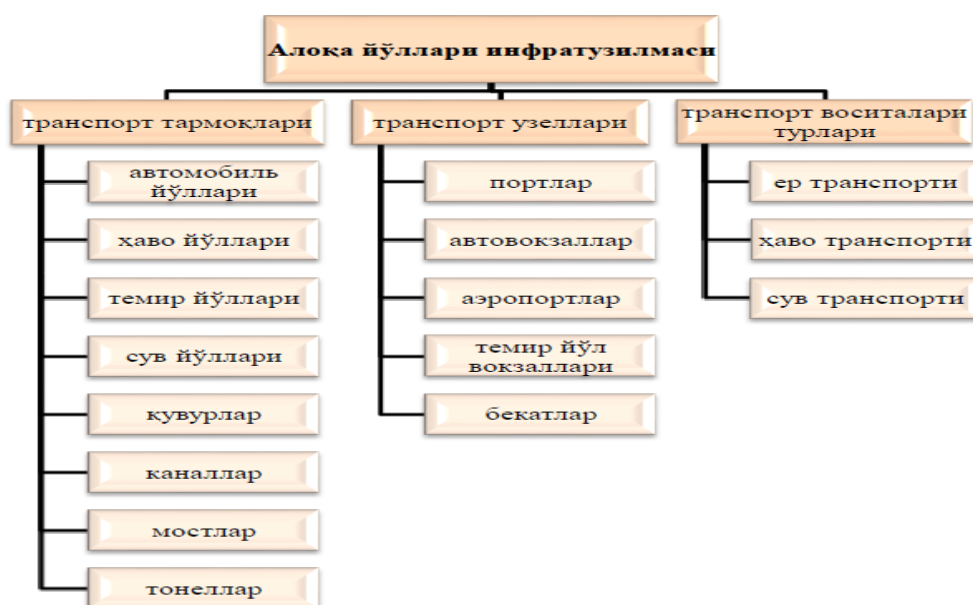 Алоқа йўллари инфратузилмаси
транспорт тармоқлари
автомобиль
йўллари
ҳаво йўллари
темир йўллари
сув йўллари
қувурлар
каналлар
мостлар
тонеллар
транспорт узеллари
портлар
автовокзаллар
аэропортлар
темир йўл
вокзаллари
бекатлар
транспорт воситалари
турлари
ер транспорти
ҳаво транспорти
сув транспорти